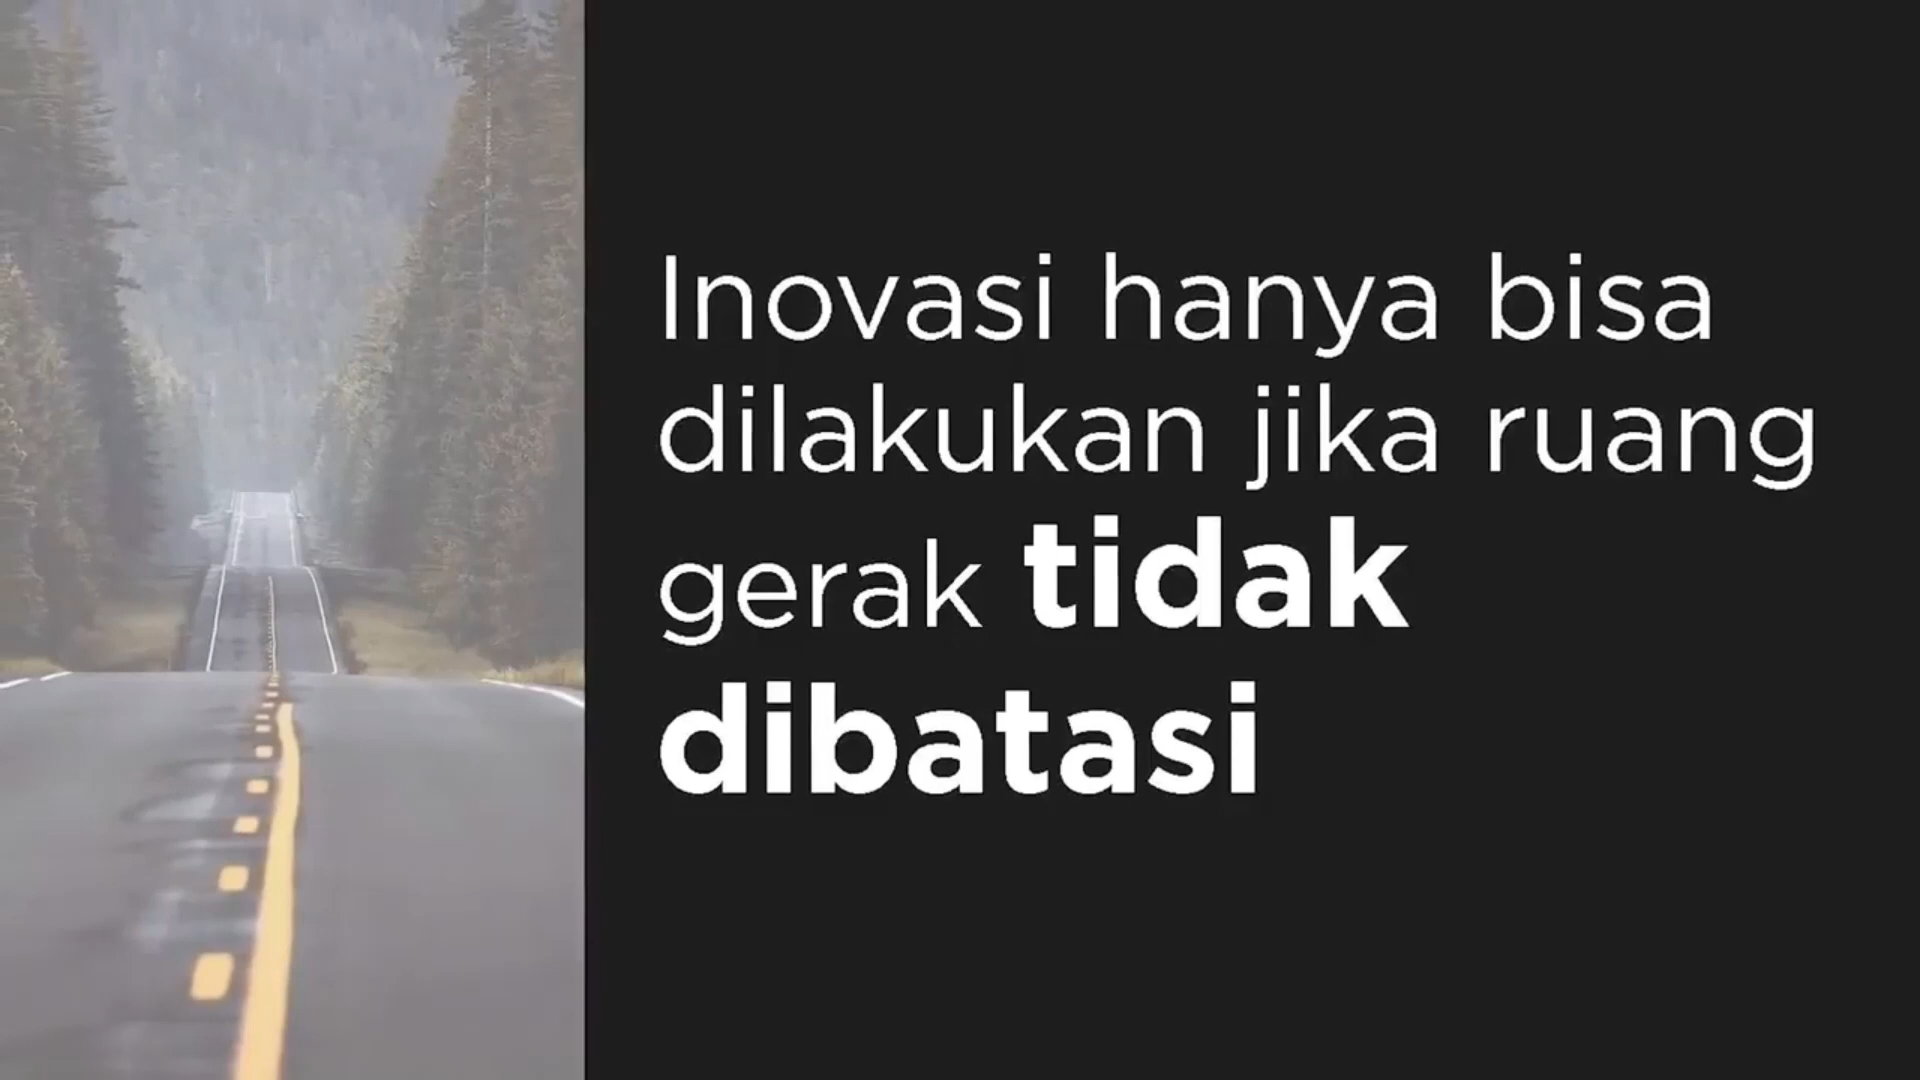 Inovasi hanya bisa
dilakukan jika ruang
gerak tidak
dibatasi